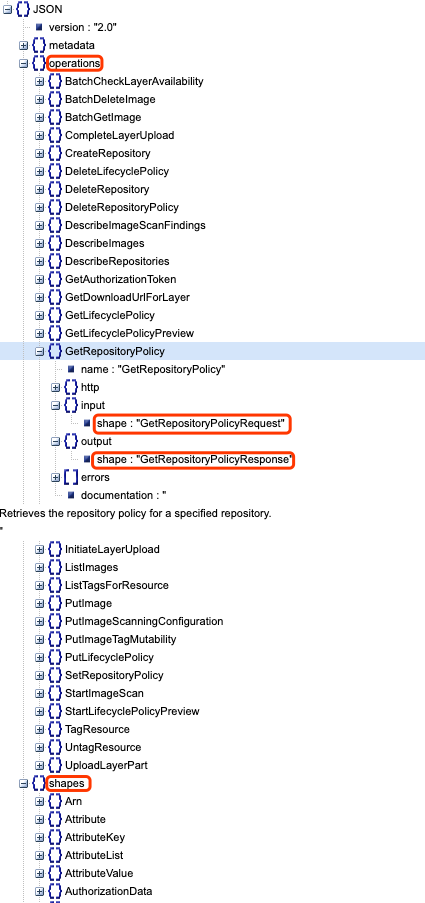 JSON
version : "2.0"
metadata
operations
BatchCheckLayerAvailability
BatchDeleteImage
BatchGetImage
CompleteLayerUpload
CreateRepository
DeleteLifecyclePolicy
DeleteRepository
DeleteRepositoryPolicy
DescribeImageScanFindings
DescribeImages
DescribeRepositories
GetAuthorizationToken
GetDownloadUrlForLayer
GetLifecyclePolicy
GetLifecyclePolicyPreview
GetRepositoryPolicy
name : "GetRepositoryPolicy"
http
input
shape : "GetRepositoryPolicyRequest"
output
shape : "GetRepositoryPolicyResponse"
errors
documentation : "
Retrieves the repository policy for a specified repository.
"
InitiateLayerUpload
ListImages
ListTagsForResource
PutImage
PutImageScanningConfiguration
PutImageTagMutability
PutLifecyclePolicy
SetRepositoryPolicy
StartImageScan
StartLifecyclePolicyPreview
TagResource
UntagResource
UploadLayerPart
shapes
Arn
Attribute
AttributeKey
AttributeList
AttributeValue
AuthorizationData